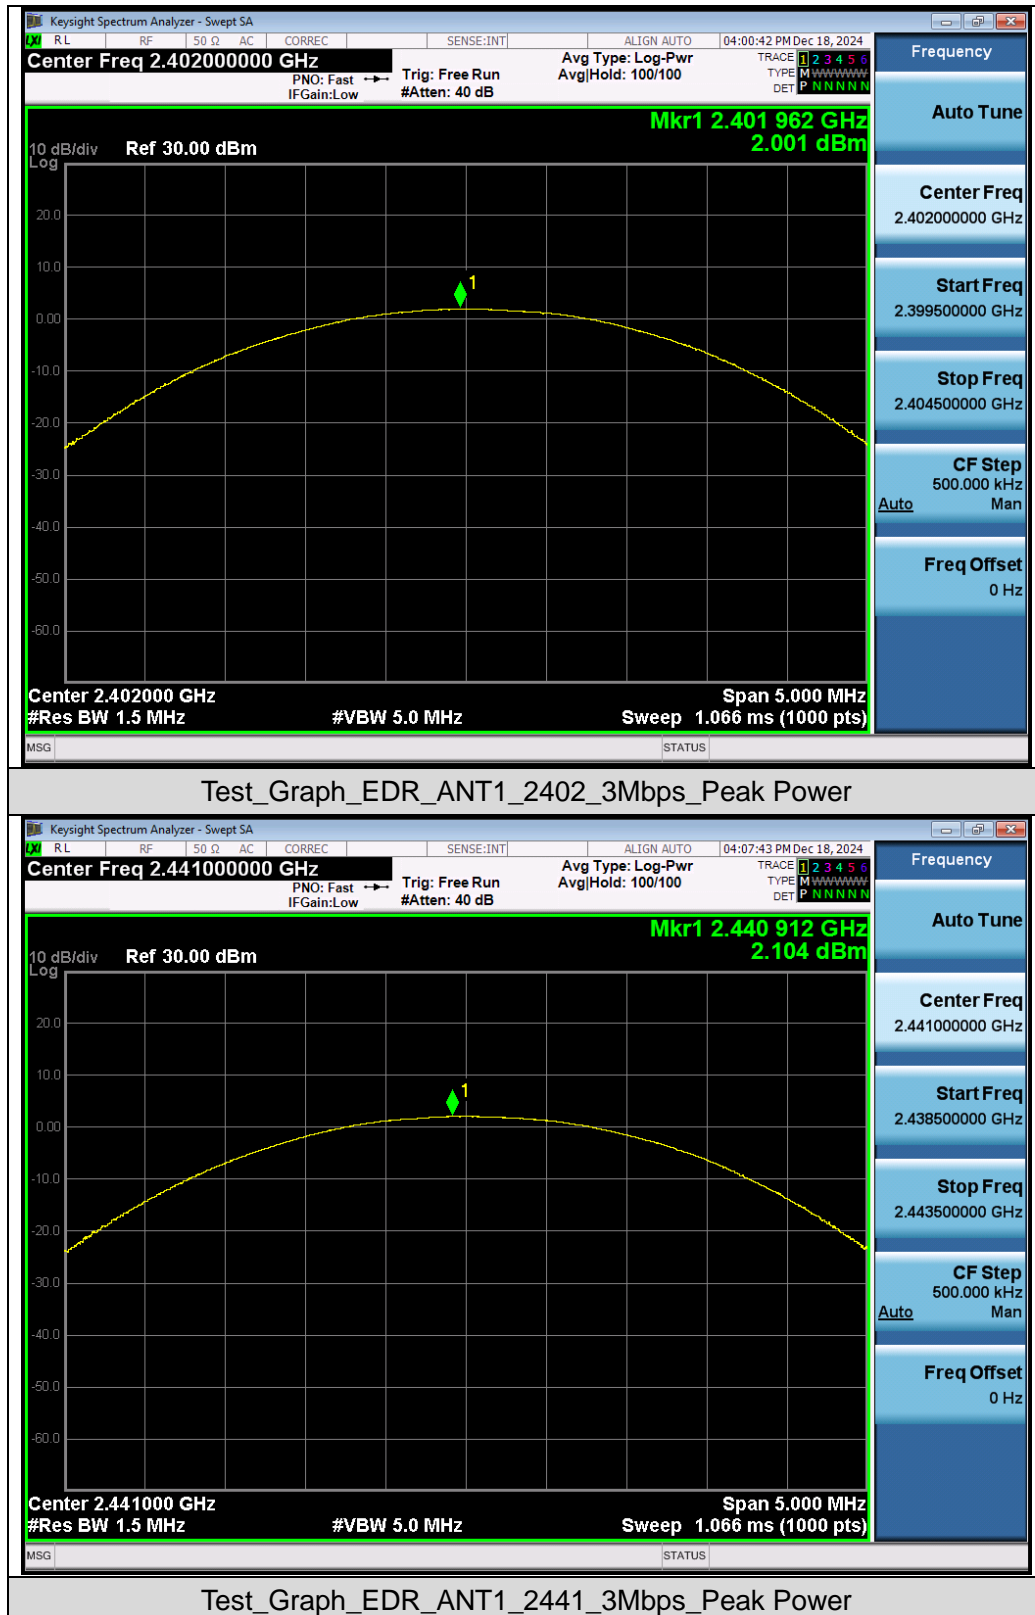 Keysight Spectrum Analyzer - Swept SA
LXI RL RF 50 Ω AC CORREC SENSE:INT ALIGN AUTO 04:00:42 PM Dec 18, 2024
Center Freq 2.402000000 GHz
PNO: Fast
IFGain:Low
Trig: Free Run
#Atten: 40 dB
Avg Type: Log-Pwr
Avg|Hold: 100/100
TRACE 1 2 3 4 5 6
TYPE M WWWWW
DET P N N N N N
Mkr1 2.401 962 GHz
2.001 dBm
10 dB/div Ref 30.00 dBm
Log
20.0
10.0
0.00
-10.0
-20.0
-30.0
-40.0
-50.0
-60.0
1
Center 2.402000 GHz Span 5.000 MHz
#Res BW 1.5 MHz #VBW 5.0 MHz Sweep 1.066 ms (1000 pts)
MSG STATUS
Frequency
Auto Tune
Center Freq
2.402000000 GHz
Start Freq
2.399500000 GHz
Stop Freq
2.404500000 GHz
CF Step
500.000 kHz
Auto Man
Freq Offset
0 Hz
Test_Graph_EDR_ANT1_2402_3Mbps_Peak Power
Keysight Spectrum Analyzer - Swept SA
LXI RL RF 50 Ω AC CORREC SENSE:INT ALIGN AUTO 04:07:43 PM Dec 18, 2024
Center Freq 2.441000000 GHz
PNO: Fast
IFGain:Low
Trig: Free Run
#Atten: 40 dB
Avg Type: Log-Pwr
Avg|Hold: 100/100
TRACE 1 2 3 4 5 6
TYPE M WWWWW
DET P N N N N N
Mkr1 2.440 912 GHz
2.104 dBm
10 dB/div Ref 30.00 dBm
Log
20.0
10.0
0.00
-10.0
-20.0
-30.0
-40.0
-50.0
-60.0
1
Center 2.441000 GHz Span 5.000 MHz
#Res BW 1.5 MHz #VBW 5.0 MHz Sweep 1.066 ms (1000 pts)
MSG STATUS
Frequency
Auto Tune
Center Freq
2.441000000 GHz
Start Freq
2.438500000 GHz
Stop Freq
2.443500000 GHz
CF Step
500.000 kHz
Auto Man
Freq Offset
0 Hz
Test_Graph_EDR_ANT1_2441_3Mbps_Peak Power